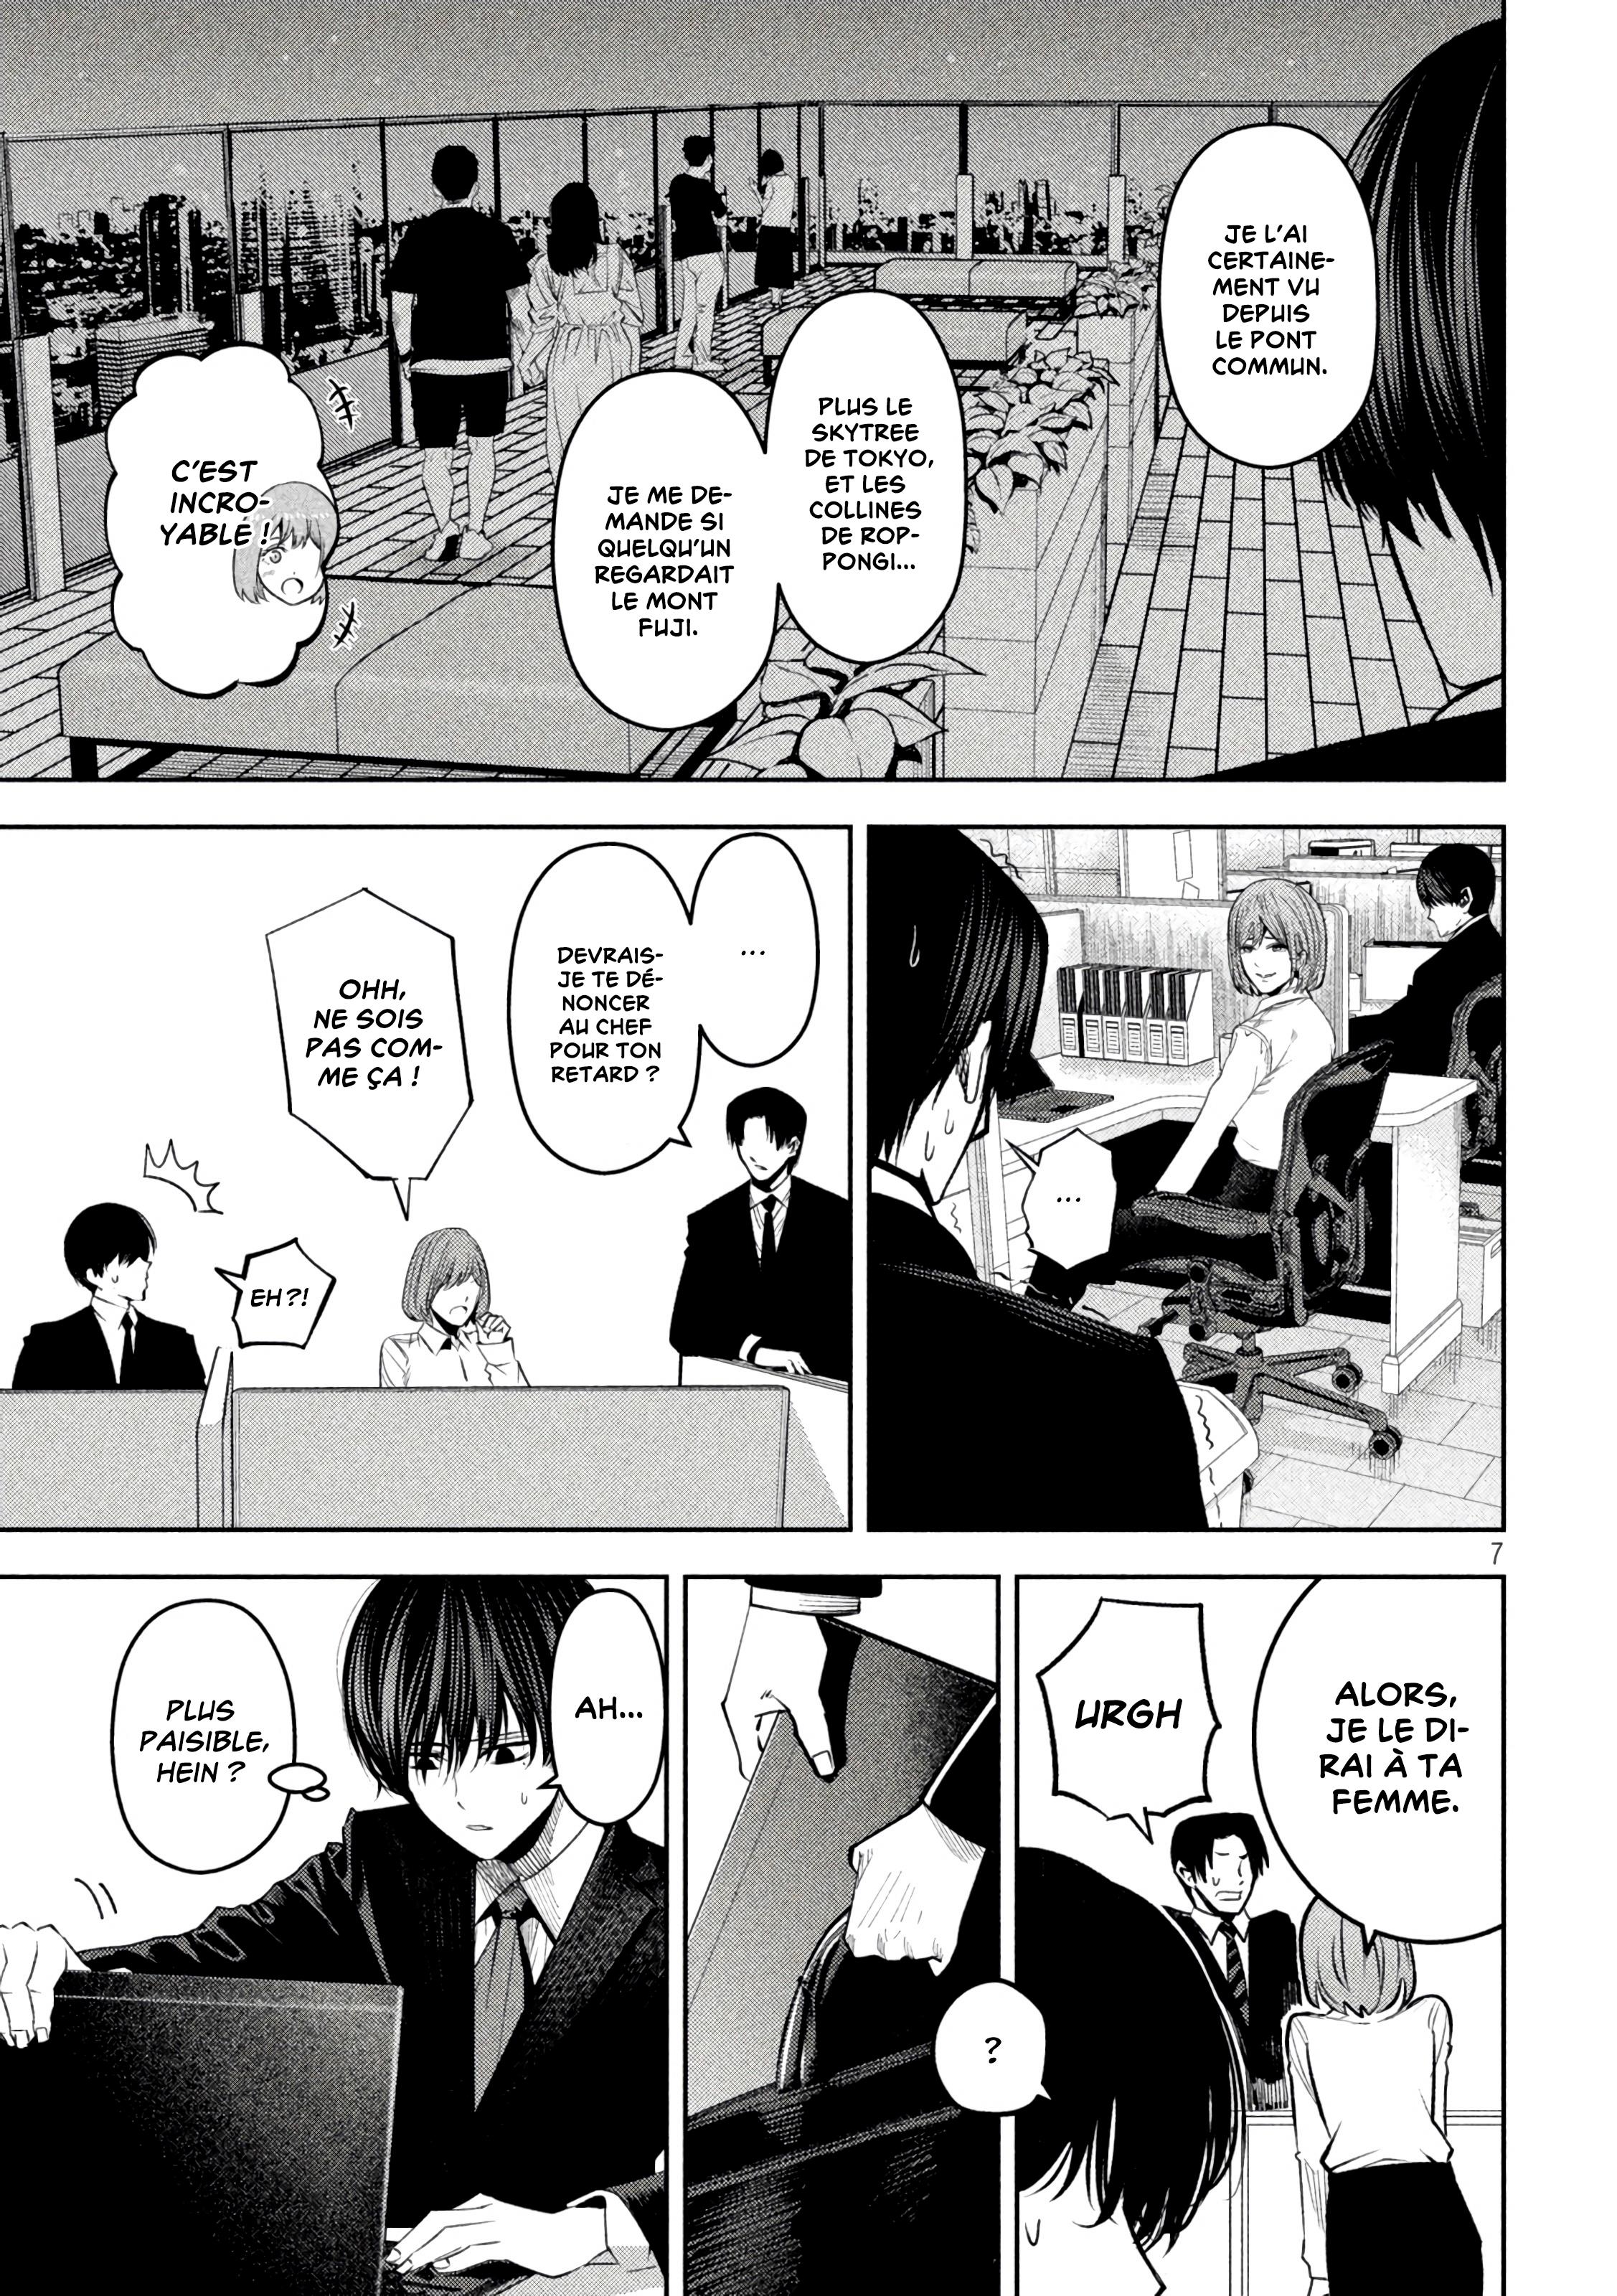 JE L'AI
CERTAINE-
MENT VU
DEPUIS
LE PONT
COMMUN.
PLUS LE
SKYTREE
DE TOKYO,
ET LES
COLLINES
DE ROP-
PONGI...
JE ME DE-
MANDE SI
QUELQU'UN
REGARDAIT
LE MONT
FUJI.
C'EST
INCRO-
YABLE !
...
...
DEVRAIS-
JE TE DÉ-
NONCER
AU CHEF
POUR TON
RETARD ?
OHH,
NE SOIS
PAS COM-
ME ÇA !
EH?!
7
ALORS,
JE LE DI-
RAI À TA
FEMME.
URGH
?
AH...
PLUS
PAISIBLE,
HEIN ?